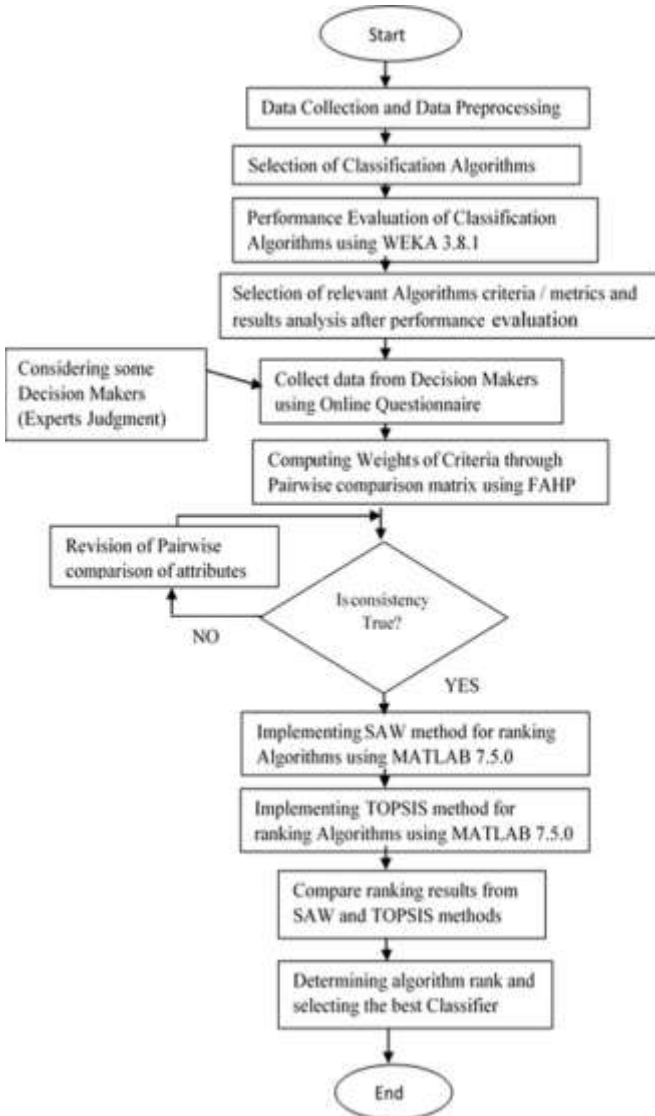 Start
Data Collection and Data Preprocessing
Selection of Classification Algorithms
Performance Evaluation of Classification
Algorithms using WEKA 3.8.1
Selection of relevant Algorithms criteria / metrics and
results analysis after performance evaluation
Considering some
Decision Makers
(Experts Judgment)
Collect data from Decision Makers
using Online Questionnaire
Computing Weights of Criteria through
Pairwise comparison matrix using FAHP
Revision of Pairwise
comparison of attributes
Is consistency
True?
NO
YES
Implementing SAW method for ranking
Algorithms using MATLAB 7.5.0
Implementing TOPSIS method for
ranking Algorithms using MATLAB 7.5.0
Compare ranking results from
SAW and TOPSIS methods
Determining algorithm rank and
selecting the best Classifier
End